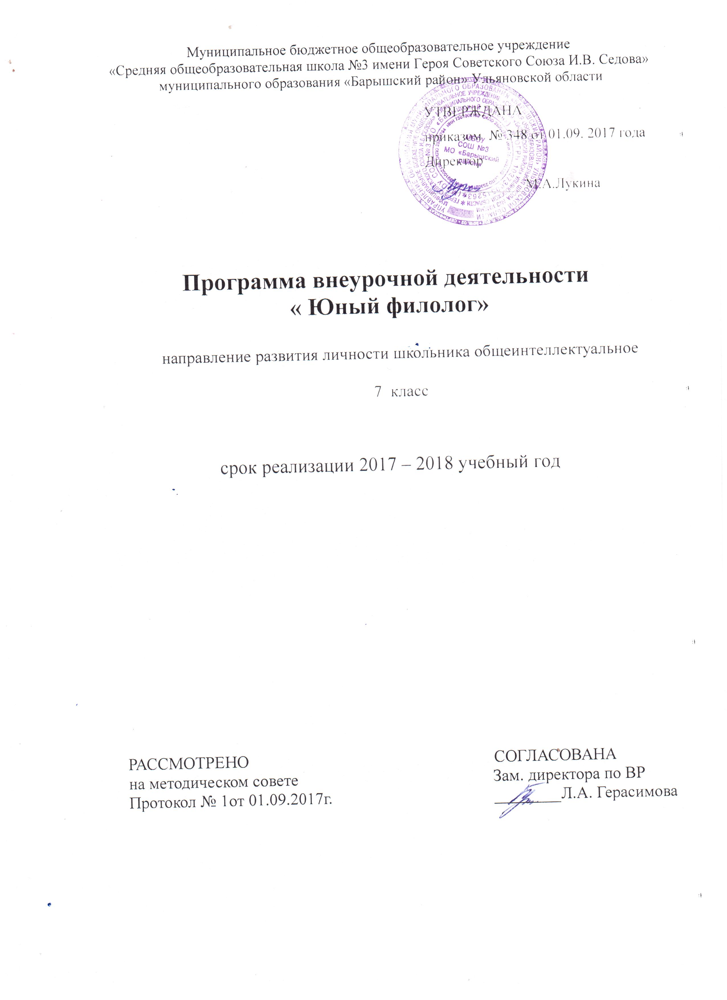 Муниципальное бюджетное общеобразовательное учреждение
«Средняя общеобразовательная школа №3 имени Героя Советского Союза И.В. Седова»
муниципального образования «Барышский район» Ульяновской области
УТВЕРЖДАНА
приказом № 348 от 01.09. 2017 года
Директор
М.А.Лукина
МБОУ
СОШ №3
МО «Барышский
район»
Программа внеурочной деятельности
« Юный филолог»
направление развития личности школьника общеинтеллектуальное
7 класс
срок реализации 2017 – 2018 учебный год
РАССМОТРЕНО
на методическом совете
Протокол № 1от 01.09.2017г.
СОГЛАСОВАНА
Зам. директора по ВР
Л.А. Герасимова